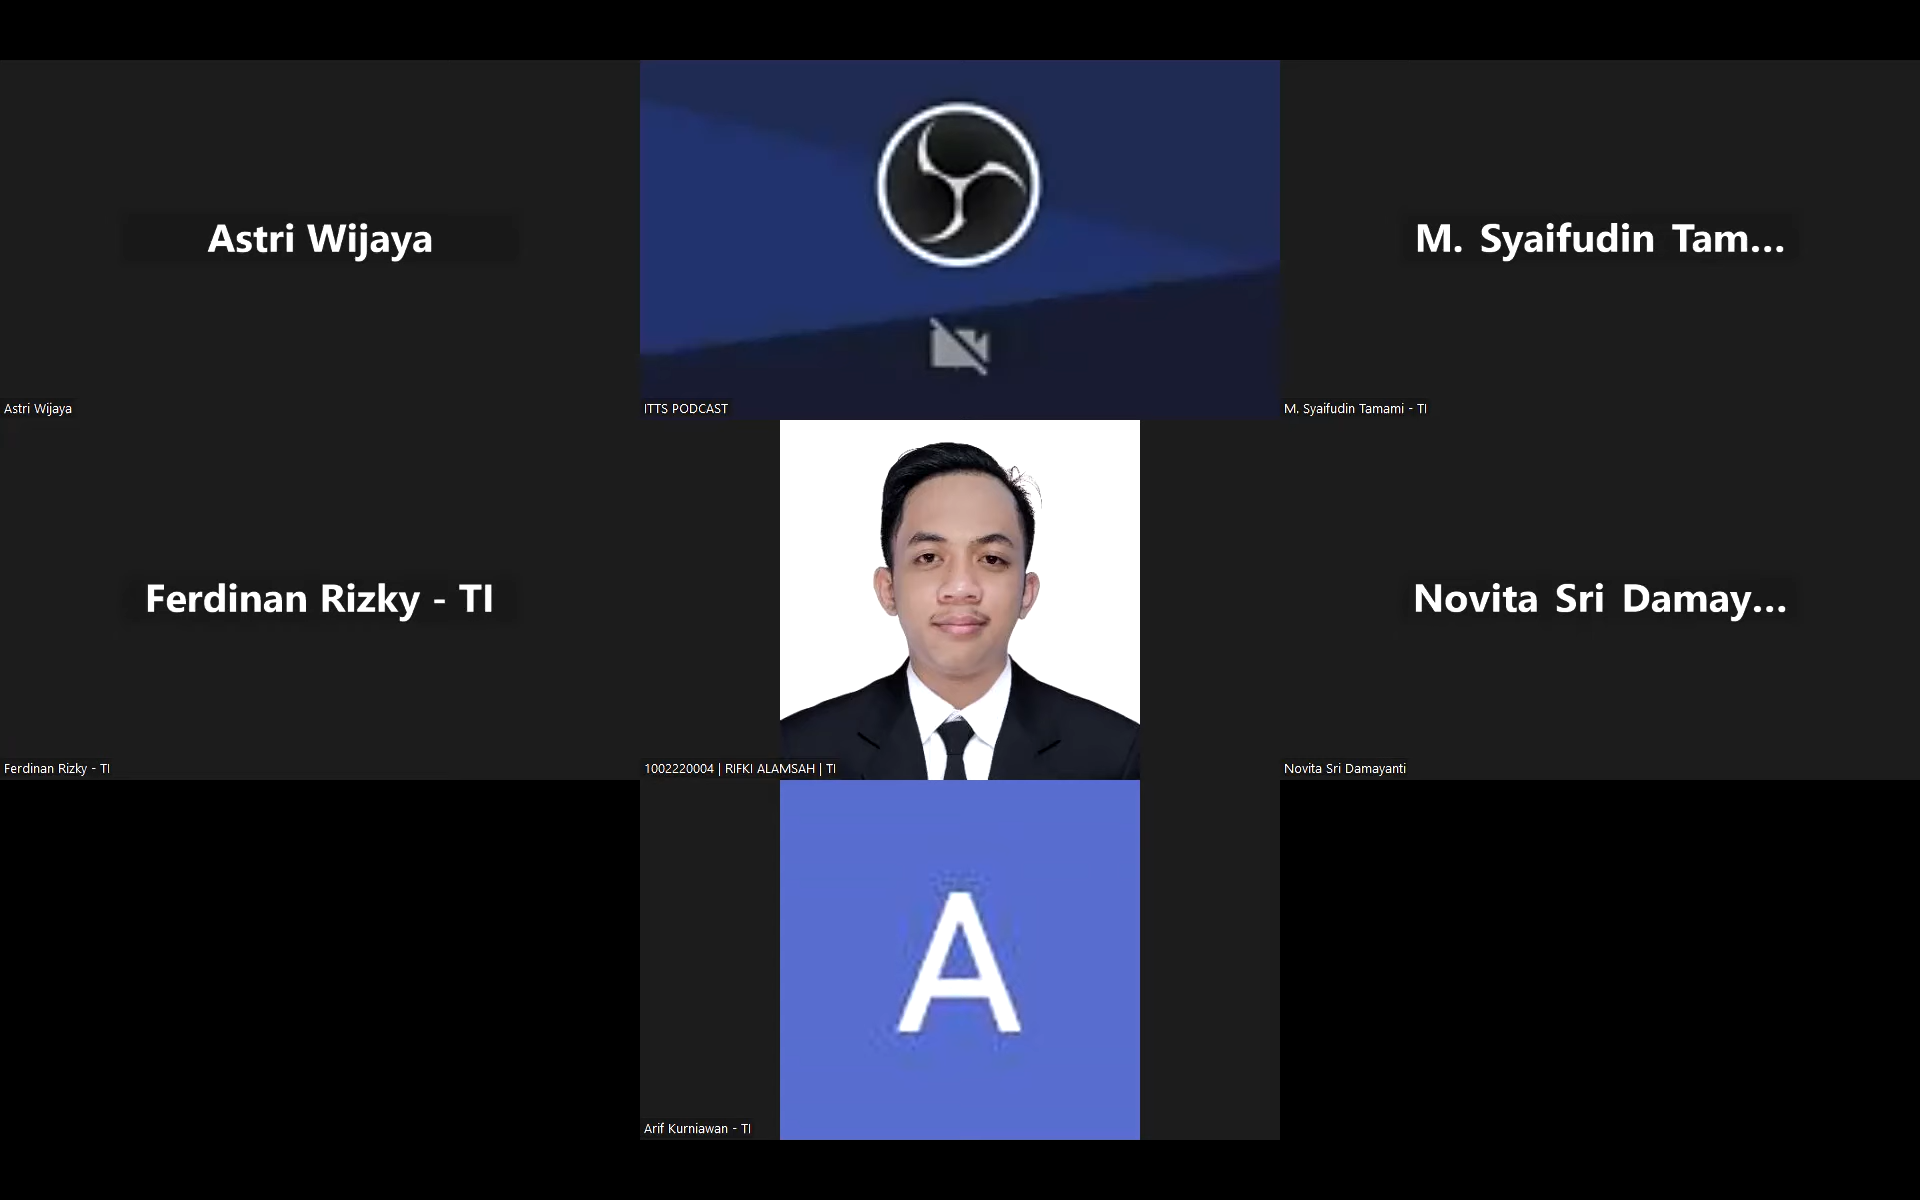 Astri Wijaya
Astri Wijaya
ITTS PODCAST
M. Syaifudin Tam...
M. Syaifudin Tamami - TI
Ferdinan Rizky - TI
Ferdinan Rizky - TI
1002220004 | RIFKI ALAMSAH | TI
Novita Sri Damay...
Novita Sri Damayanti
A
Arif Kurniawan - TI